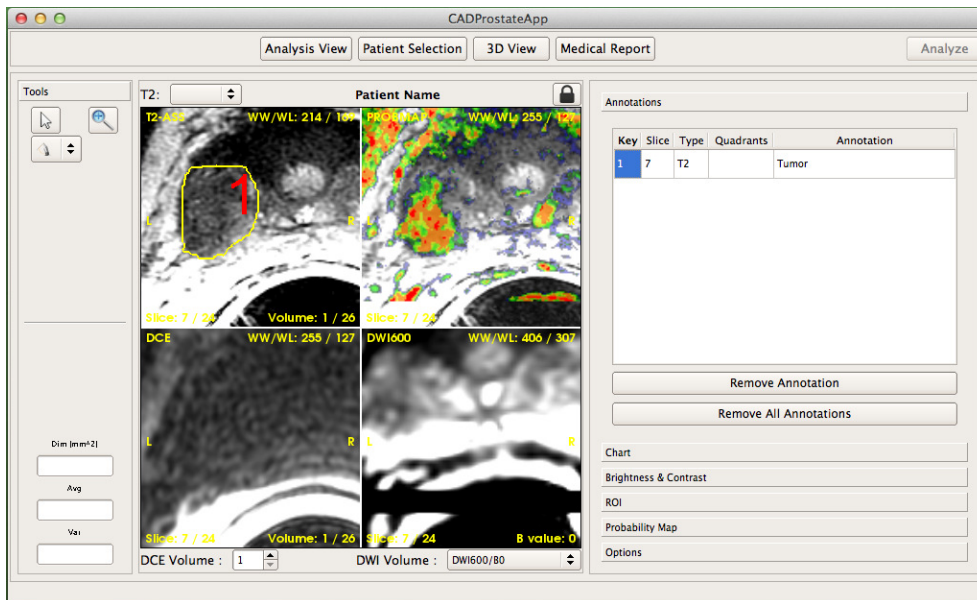 CADProstateApp
Analysis View Patient Selection 3D View Medical Report Analyze
Tools
T2: Patient Name
T2-AXS WW/WL: 214 / 169
1
L R
Slice: 7 / 24 Volume: 1 / 26
PROBMAP WW/WL: 255 / 127
L R
Slice: 7 / 24
DCE WW/WL: 255 / 127
L R
Slice: 7 / 24 Volume: 1 / 26
DWI600 WW/WL: 406 / 307
L R
Slice: 7 / 24 B value: 0
DCE Volume : 1 DWI Volume : DWI600/B0
Dim (mm^2)
Avg
Var
Annotations
Key Slice Type Quadrants Annotation
1 7 T2 Tumor
Remove Annotation
Remove All Annotations
Chart
Brightness & Contrast
ROI
Probability Map
Options